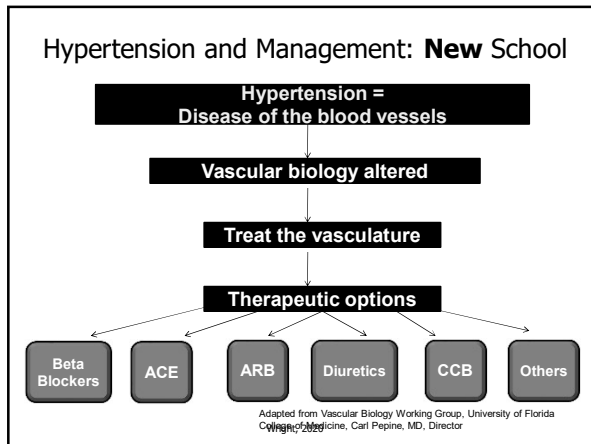 Hypertension and Management: New School
Hypertension =
Disease of the blood vessels
Vascular biology altered
Treat the vasculature
Therapeutic options
Beta
Blockers
ACE
ARB
Diuretics
CCB
Others
Adapted from Vascular Biology Working Group, University of Florida
College of Medicine, Carl Pepine, MD, Director
Wright, 2020